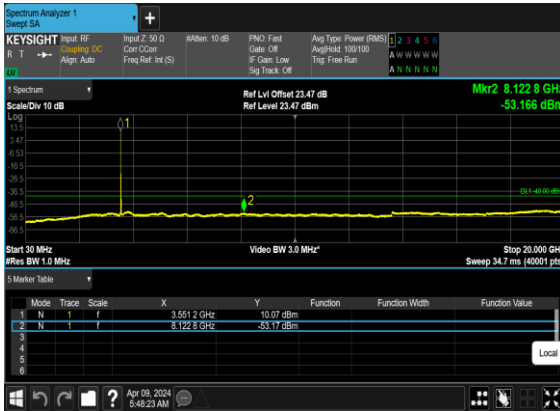 Spectrum Analyzer 1
Swept SA
KEYSIGHT
R T
Input: RF
Coupling: DC
Align: Auto
Input Z: 50 Ω
Corr CCorr
Freq Ref: Int (S)
#Atten: 10 dB
PNO: Fast
Gate: Off
IF Gain: Low
Sig Track: Off
Avg Type: Power (RMS)
Avg|Hold: 100/100
Trig: Free Run
1 2 3 4 5 6
A W W W W W
A N N N N N
1 Spectrum
Scale/Div 10 dB
Ref Lvl Offset 23.47 dB
Ref Level 23.47 dBm
Mkr2 8.122 8 GHz
-53.166 dBm
Log
13.5
3.47
-6.53
-16.5
-26.5
-36.5
-46.5
-56.5
-66.5
1
2
DL1 -40.00 dBm
Start 30 MHz
#Res BW 1.0 MHz
Video BW 3.0 MHz*
Stop 20.000 GH
Sweep 34.7 ms (40001 pts
5 Marker Table
Mode Trace Scale X Y Function Function Width Function Value
1 N 1 f 3.551 2 GHz 10.07 dBm
2 N 1 f 8.122 8 GHz -53.17 dBm
3
4
5
6
Local
Apr 09, 2024
5:48:23 AM